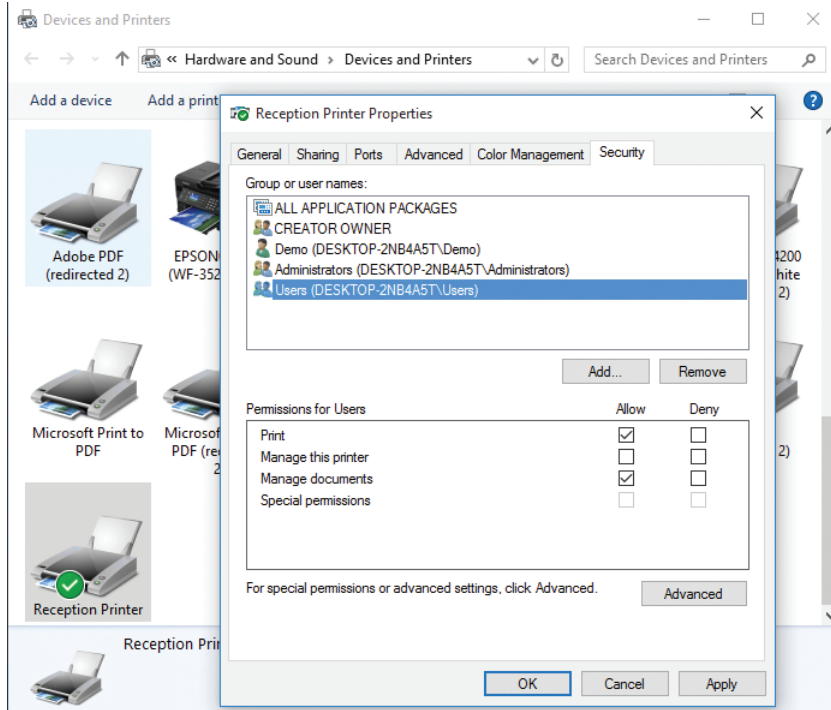 Devices and Printers
« Hardware and Sound › Devices and Printers
Search Devices and Printers
Add a device
Add a print
?
Reception Printer Properties
General Sharing Ports Advanced Color Management Security
Group or user names:
ALL APPLICATION PACKAGES
CREATOR OWNER
Demo (DESKTOP-2NB4A5T\Demo)
Administrators (DESKTOP-2NB4A5T\Administrators)
Users (DESKTOP-2NB4A5T\Users)
Add... Remove
Permissions for Users Allow Deny
Print
Manage this printer
Manage documents
Special permissions
For special permissions or advanced settings, click Advanced.
Advanced
OK Cancel Apply
Adobe PDF
(redirected 2)
EPSON
(WF-352
4200
hite
2)
Microsoft Print to
PDF
Microsof
PDF (re
2
2)
Reception Printer
Reception Pri